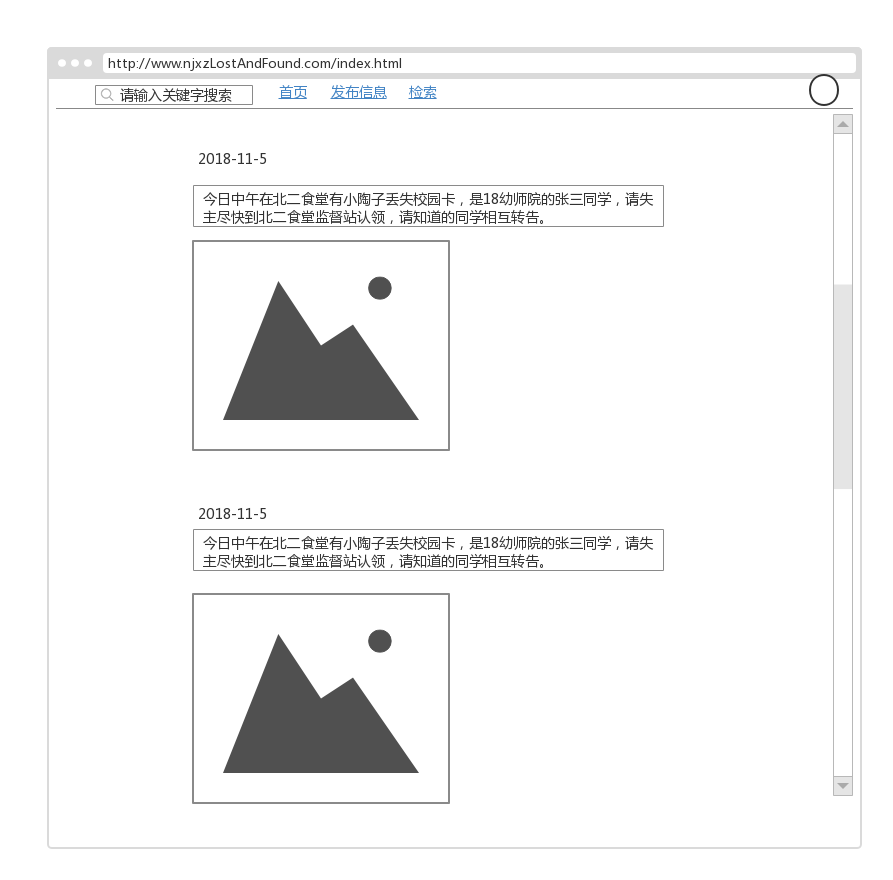 http://www.njxzLostAndFound.com/index.html
请输入关键字搜索 首页 发布信息 检索
2018-11-5
今日中午在北二食堂有小陶子丢失校园卡，是18幼师院的张三同学，请失
主尽快到北二食堂监督站认领，请知道的同学相互转告。
2018-11-5
今日中午在北二食堂有小陶子丢失校园卡，是18幼师院的张三同学，请失
主尽快到北二食堂监督站认领，请知道的同学相互转告。